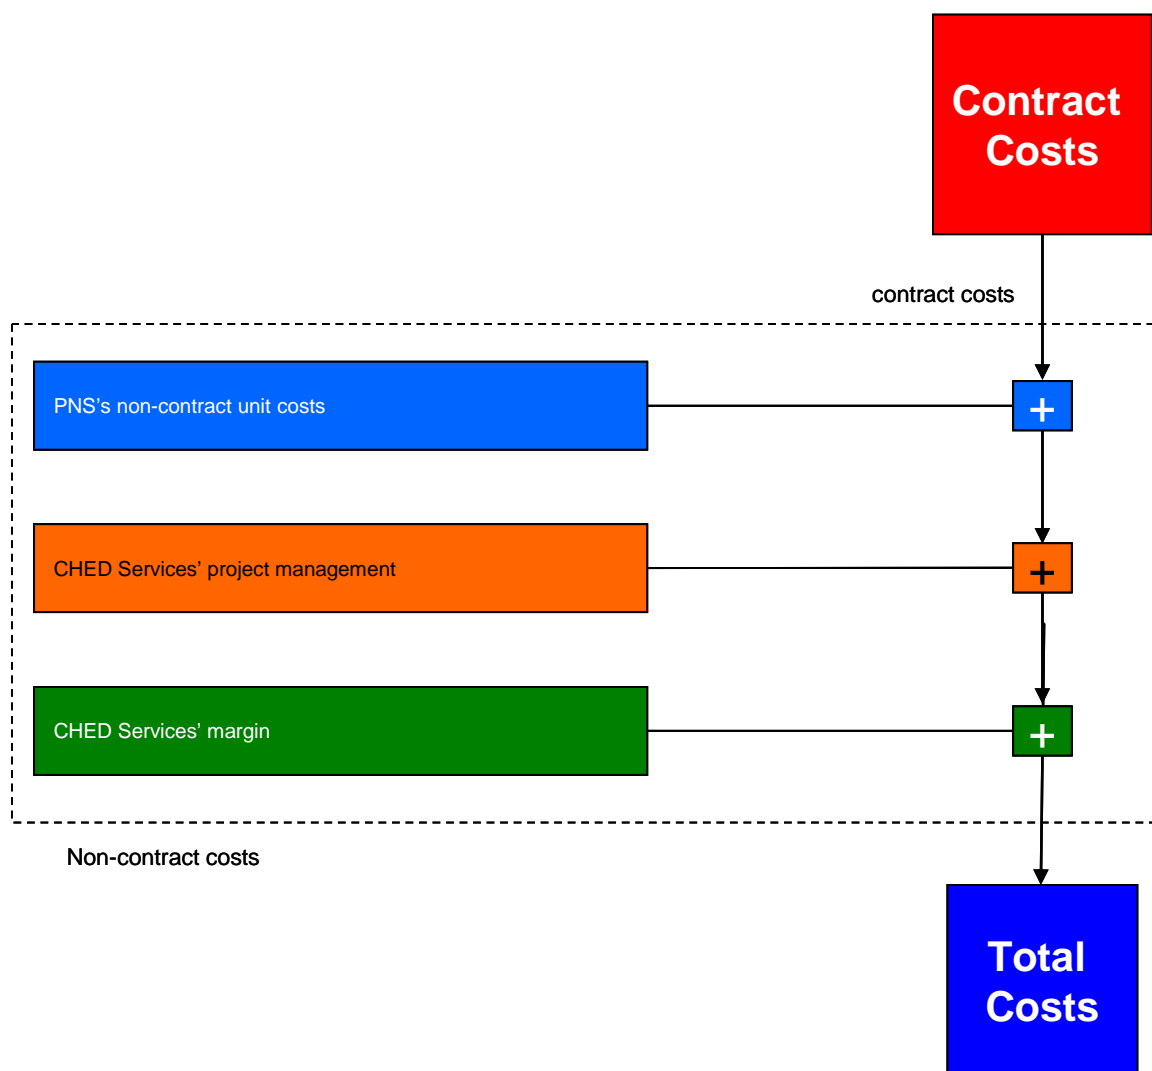 Contract
Costs
contract costs
PNS’s non-contract unit costs
+
CHED Services’ project management
+
CHED Services’ margin
+
Non-contract costs
Total
Costs